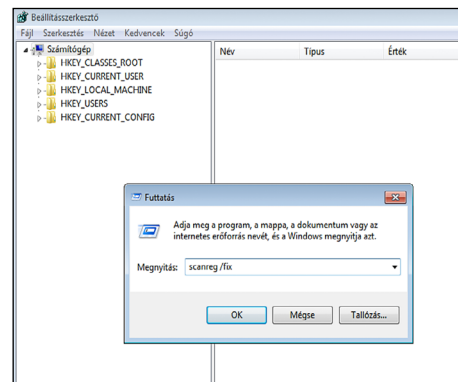 Beállításszerkesztő
Fájl Szerkesztés Nézet Kedvencek Súgó
Számítógép
HKEY_CLASSES_ROOT
HKEY_CURRENT_USER
HKEY_LOCAL_MACHINE
HKEY_USERS
HKEY_CURRENT_CONFIG
Név Típus Érték
Futtatás
Adja meg a program, a mappa, a dokumentum vagy az
internetes erőforrás nevét, és a Windows megnyitja azt.
Megnyitás: scanreg /fix
OK Mégse Tallózás...